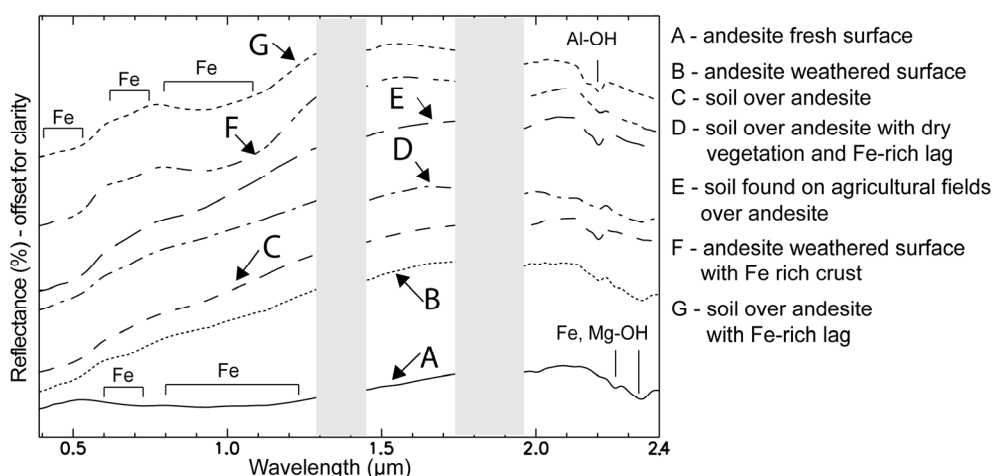 G
Fe
Fe
Fe
F
E
D
C
B
A
Al-OH
Fe, Mg-OH
Fe
Fe
Reflectance (%) - offset for clarity
0.5
1.0
1.5
2.0
2.4
Wavelength (µm)
A - andesite fresh surface
B - andesite weathered surface
C - soil over andesite
D - soil over andesite with dry
vegetation and Fe-rich lag
E - soil found on agricultural fields
over andesite
F - andesite weathered surface
with Fe rich crust
G - soil over andesite
with Fe-rich lag